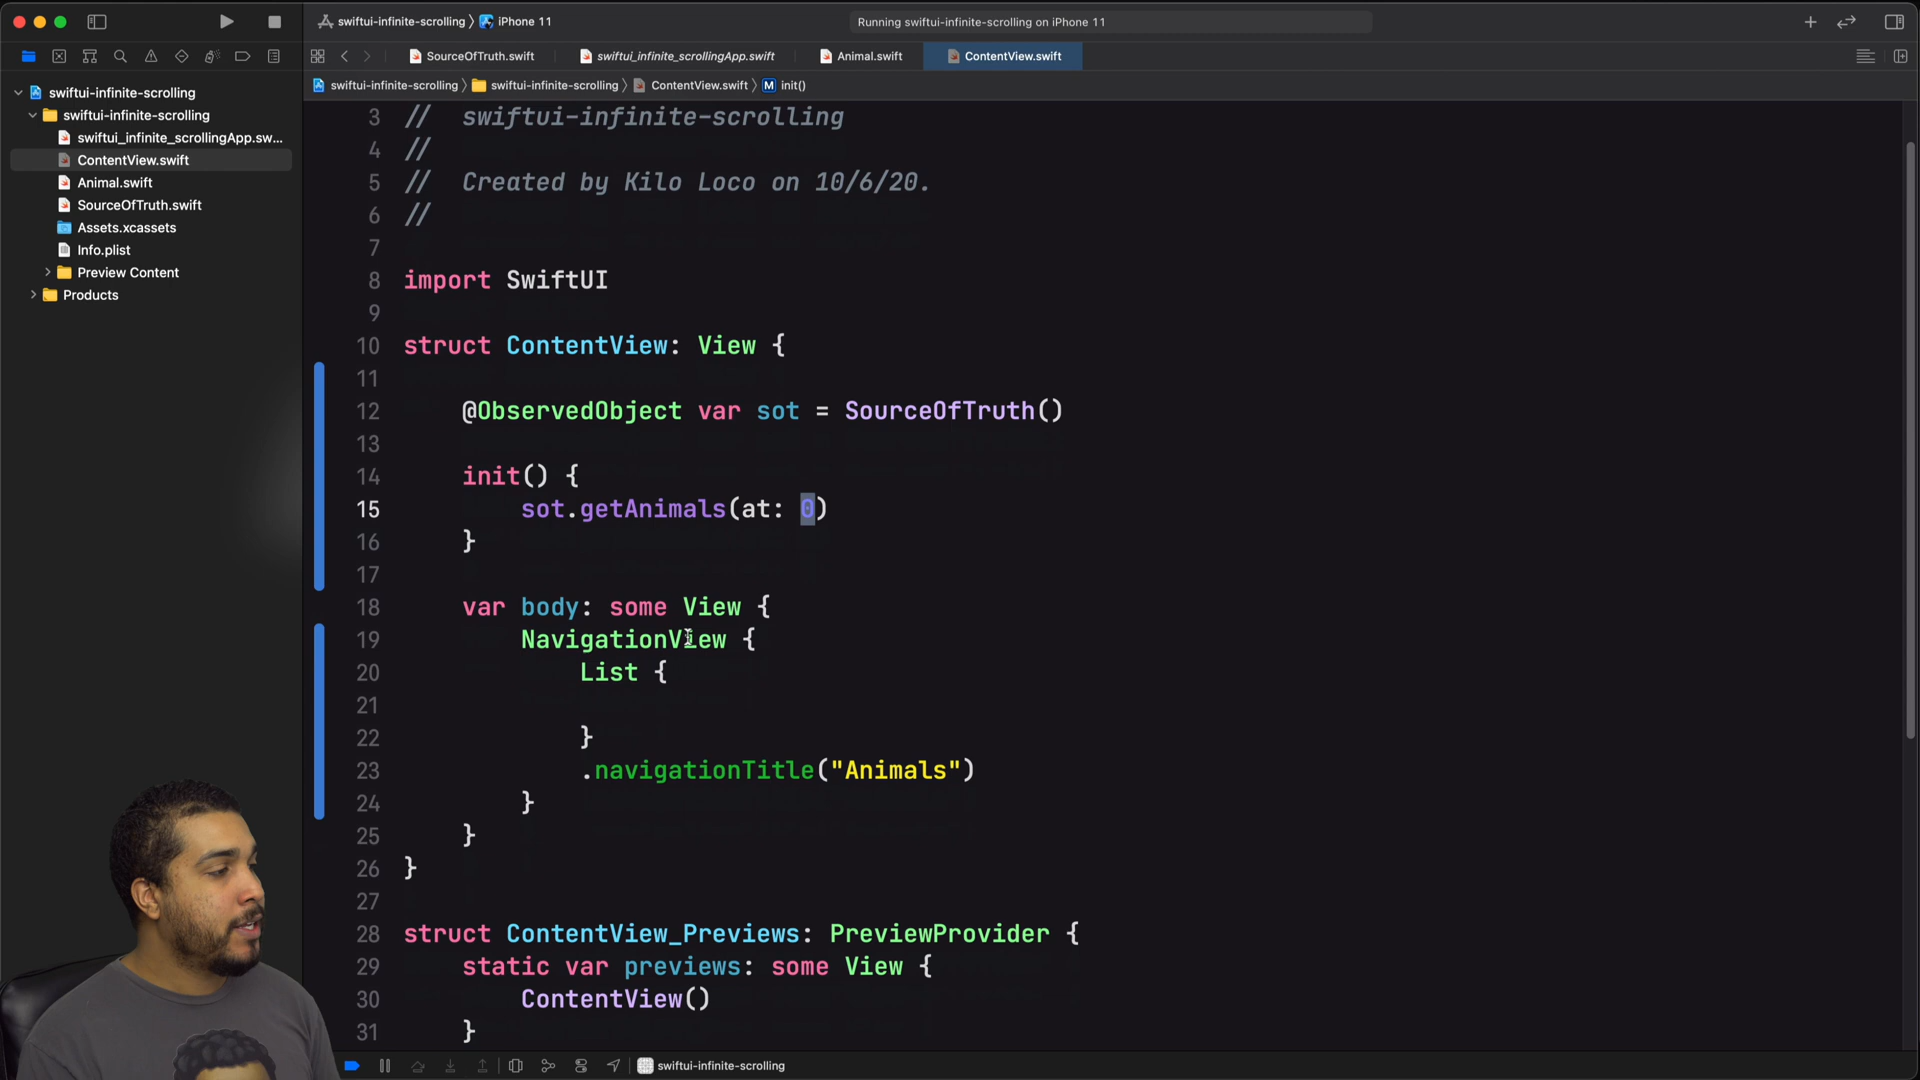 swiftui-infinite-scrolling
iPhone 11
Running swiftui-infinite-scrolling on iPhone 11
SourceOfTruth.swift
swiftui_infinite_scrollingApp.swift
Animal.swift
ContentView.swift
swiftui-infinite-scrolling
swiftui-infinite-scrolling
ContentView.swift
M init()
swiftui-infinite-scrolling
swiftui-infinite-scrolling
swiftui_infinite_scrollingApp.sw...
ContentView.swift
Animal.swift
SourceOfTruth.swift
Assets.xcassets
Info.plist
Preview Content
Products
3 //  swiftui-infinite-scrolling
4 //
5 //  Created by Kilo Loco on 10/6/20.
6 //
7
8 import SwiftUI
9
10 struct ContentView: View {
11
12     @ObservedObject var sot = SourceOfTruth()
13
14     init() {
15         sot.getAnimals(at: 0)
16     }
17
18     var body: some View {
19         NavigationView {
20             List {
21
22             }
23             .navigationTitle("Animals")
24         }
25     }
26 }
27
28 struct ContentView_Previews: PreviewProvider {
29     static var previews: some View {
30         ContentView()
31     }
swiftui-infinite-scrolling